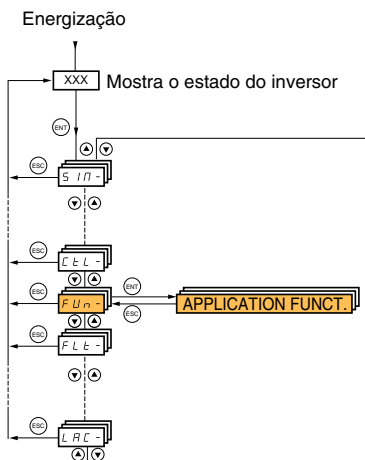 Energização
XXX Mostra o estado do inversor
ENT
ESC
SIM-
ESC
CtL-
ESC
FUn-
ENT
ESC
APPLICATION FUNCT.
ESC
FLt-
ESC
LAC-